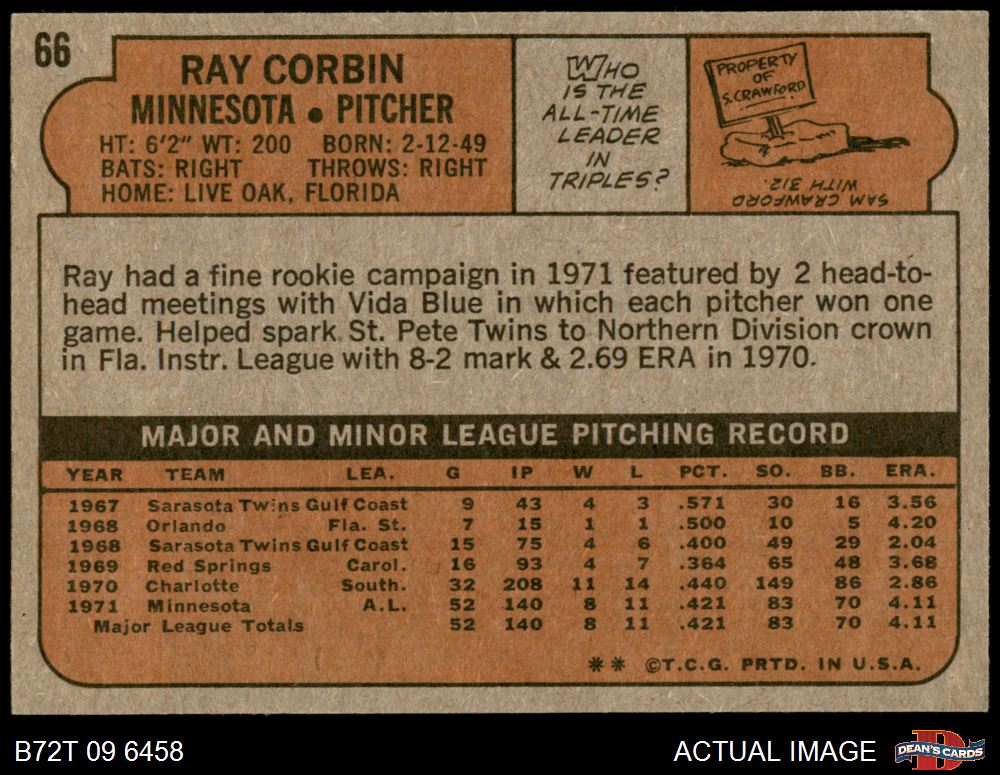 66
RAY CORBIN
MINNESOTA • PITCHER
HT: 6'2" WT: 200 BORN: 2-12-49
BATS: RIGHT THROWS: RIGHT
HOME: LIVE OAK, FLORIDA
WHO
IS THE
ALL-TIME
LEADER
IN
TRIPLES?
PROPERTY
OF
S. CRAWFORD
SAM CRAWFORD
WITH 312.
Ray had a fine rookie campaign in 1971 featured by 2 head-to-
head meetings with Vida Blue in which each pitcher won one
game. Helped spark St. Pete Twins to Northern Division crown
in Fla. Instr. League with 8-2 mark & 2.69 ERA in 1970.
MAJOR AND MINOR LEAGUE PITCHING RECORD
YEAR TEAM LEA. G IP W L PCT. SO. BB. ERA.
1967 Sarasota Twins Gulf Coast 9 43 4 3 .571 30 16 3.56
1968 Orlando Fla. St. 7 15 1 1 .500 10 5 4.20
1968 Sarasota Twins Gulf Coast 15 75 4 6 .400 49 29 2.04
1969 Red Springs Carol. 16 93 4 7 .364 65 48 3.68
1970 Charlotte South. 32 208 11 14 .440 149 86 2.86
1971 Minnesota A.L. 52 140 8 11 .421 83 70 4.11
Major League Totals 52 140 8 11 .421 83 70 4.11
** ©T.C.G. PRTD. IN U.S.A.
B72T 09 6458 ACTUAL IMAGE DEAN'S CARDS